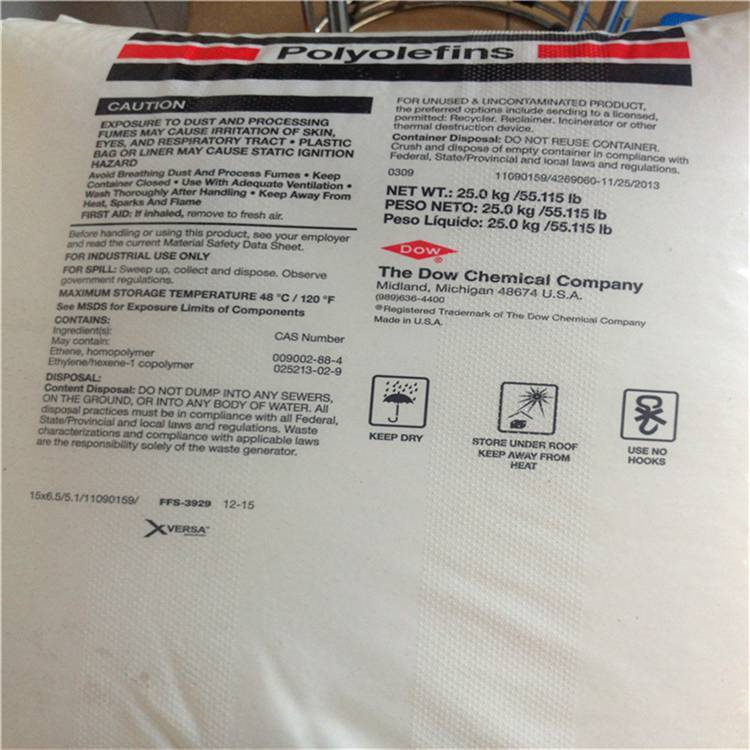 Polyolefins
CAUTION
EXPOSURE TO DUST AND PROCESSING
FUMES MAY CAUSE IRRITATION OF SKIN,
EYES, AND RESPIRATORY TRACT • PLASTIC
BAG OR LINER MAY CAUSE STATIC IGNITION
HAZARD
Avoid Breathing Dust And Process Fumes • Keep
Container Closed • Use With Adequate Ventilation •
Wash Thoroughly After Handling • Keep Away From
Heat, Sparks And Flame
FIRST AID: If inhaled, remove to fresh air.
Before handling or using this product, see your employer
and read the current Material Safety Data Sheet.
FOR INDUSTRIAL USE ONLY
FOR SPILL: Sweep up, collect and dispose. Observe
government regulations.
MAXIMUM STORAGE TEMPERATURE 48 °C / 120 °F
See MSDS for Exposure Limits of Components
CONTAINS:
Ingredient(s): CAS Number
May contain:
Ethene, homopolymer 009002-88-4
Ethylene/hexene-1 copolymer 025213-02-9
DISPOSAL:
Content Disposal: DO NOT DUMP INTO ANY SEWERS,
ON THE GROUND, OR INTO ANY BODY OF WATER. All
disposal practices must be in compliance with all Federal,
State/Provincial and local laws and regulations. Waste
characterizations and compliance with applicable laws
are the responsibility solely of the waste generator.
15x6.5/5.1/11090159/ FFS-3929 12-15
XVERSA
FOR UNUSED & UNCONTAMINATED PRODUCT,
the preferred options include sending to a licensed,
permitted: Recycler. Reclaimer. Incinerator or other
thermal destruction device.
Container Disposal: DO NOT REUSE CONTAINER.
Crush and dispose of empty container in compliance with
Federal, State/Provincial and local laws and regulations.
0309 11090159/4269060-11/25/2013
NET WT.: 25.0 kg /55.115 lb
PESO NETO: 25.0 kg /55.115 lb
Peso Líquido: 25.0 kg /55.115 lb
Dow
The Dow Chemical Company
Midland, Michigan 48674 U.S.A.
(989)636-4400
®Registered Trademark of The Dow Chemical Company
Made in U.S.A.
KEEP DRY
STORE UNDER ROOF
KEEP AWAY FROM
HEAT
USE NO
HOOKS